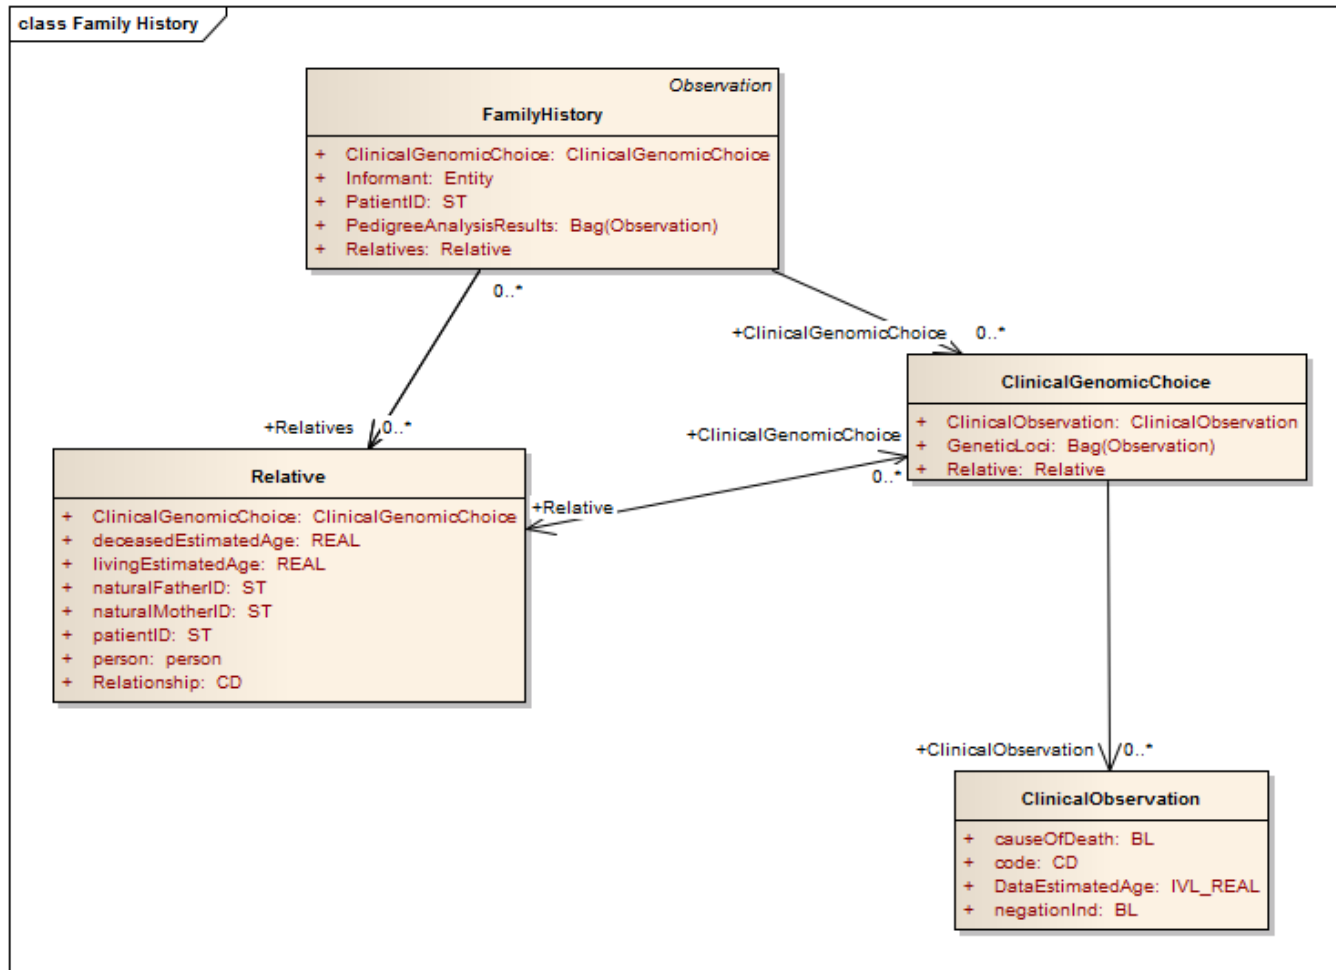 class Family History
Observation
FamilyHistory
+ ClinicalGenomicChoice: ClinicalGenomicChoice
+ Informant: Entity
+ PatientID: ST
+ PedigreeAnalysisResults: Bag(Observation)
+ Relatives: Relative
0..*
+ClinicalGenomicChoice 0..*
+Relatives 0..*
ClinicalGenomicChoice
+ ClinicalObservation: ClinicalObservation
+ GeneticLoci: Bag(Observation)
+ Relative: Relative
+ClinicalGenomicChoice
0..*
+Relative
Relative
+ ClinicalGenomicChoice: ClinicalGenomicChoice
+ deceasedEstimatedAge: REAL
+ livingEstimatedAge: REAL
+ naturalFatherID: ST
+ naturalMotherID: ST
+ patientID: ST
+ person: person
+ Relationship: CD
+ClinicalObservation 0..*
ClinicalObservation
+ causeOfDeath: BL
+ code: CD
+ DataEstimatedAge: IVL_REAL
+ negationInd: BL